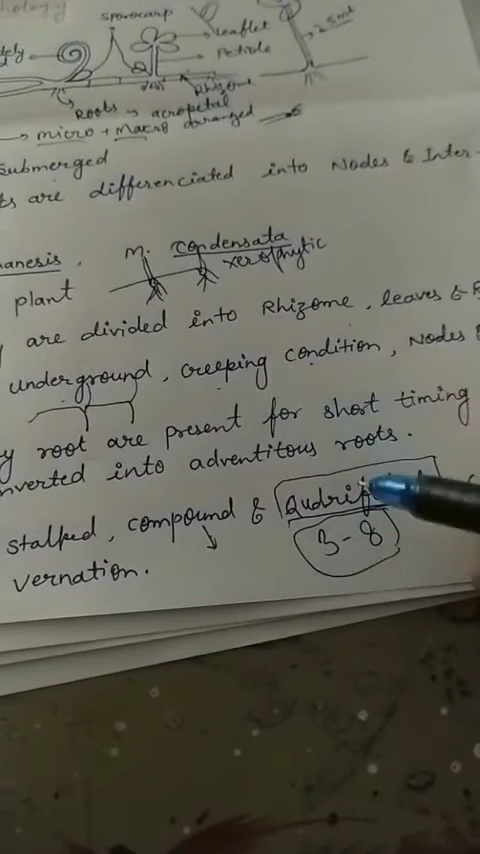 sporocarp
leaflet
Petiole
2.5mt
Rhizome
Roots → acropetal
→ micro + Macro arranged
submerged
are differenciated into Nodes & Inter-
M. condensata
xerophytic
plant
are divided into Rhizome, leaves &
underground, creeping condition, Nodes &
root are present for short timing
into adventitous roots.
stalked, compound &
3-8
vernation.